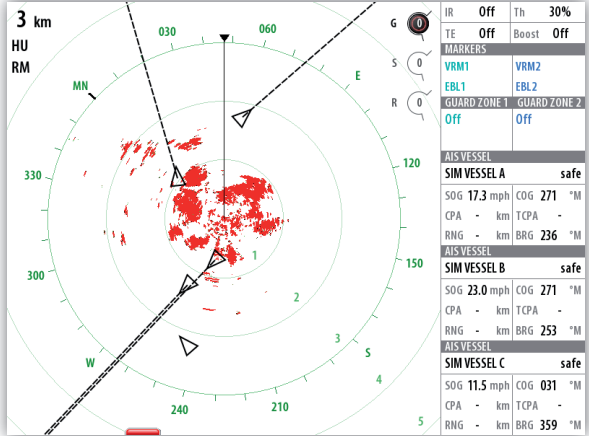 3 km
HU
RM
MN
030
060
E
120
150
S
210
240
W
300
330
1
2
3
4
5
G 0
S 0
R 0
IR Off Th 30%
TE Off Boost Off
MARKERS
VRM1 VRM2
EBL1 EBL2
GUARD ZONE 1 GUARD ZONE 2
Off Off
AIS VESSEL
SIM VESSEL A safe
SOG 17.3 mph COG 271 °M
CPA - km TCPA -
RNG - km BRG 236 °M
AIS VESSEL
SIM VESSEL B safe
SOG 23.0 mph COG 271 °M
CPA - km TCPA -
RNG - km BRG 253 °M
AIS VESSEL
SIM VESSEL C safe
SOG 11.5 mph COG 031 °M
CPA - km TCPA -
RNG - km BRG 359 °M